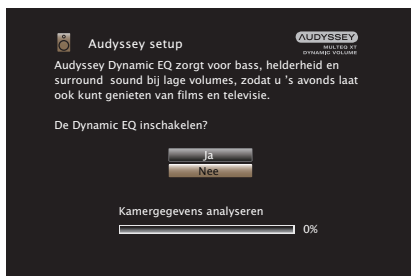 Audyssey setup
AUDYSSEY
MULTEQ XT
DYNAMIC VOLUME
Audyssey Dynamic EQ zorgt voor bass, helderheid en
surround sound bij lage volumes, zodat u 's avonds laat
ook kunt genieten van films en televisie.
De Dynamic EQ inschakelen?
Ja
Nee
Kamergegevens analyseren
0%